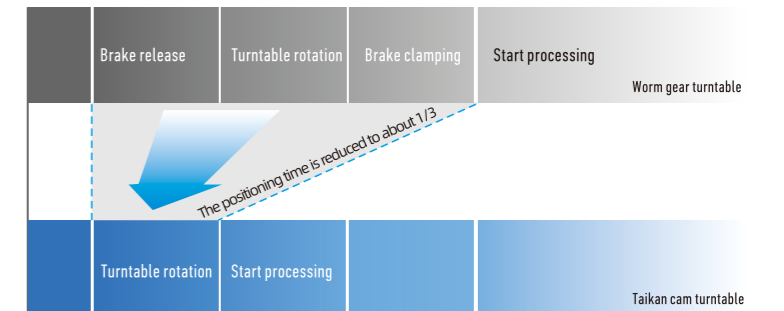 Brake release
Turntable rotation
Brake clamping
Start processing
Worm gear turntable
The positioning time is reduced to about 1/3
Turntable rotation
Start processing
Taikan cam turntable